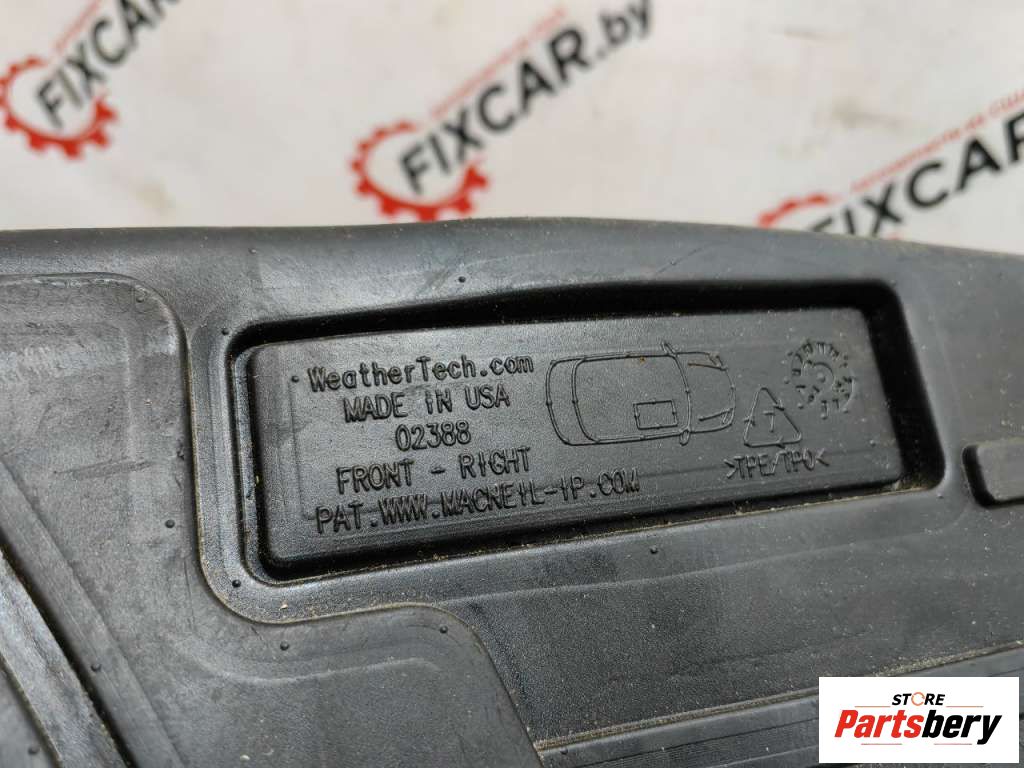 FIXCAR
FIXCAR.by
FIXCAR
WeatherTech.com
MADE IN USA
02388
FRONT - RIGHT
PAT.WWW.MACNEIL-IP.COM
7
>TPE/TPO<
STORE
Partsbery